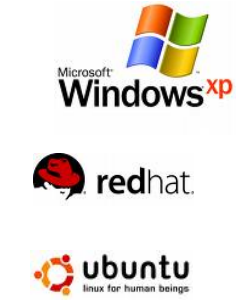 Microsoft
Windows xp
redhat.
ubuntu
linux for human beings